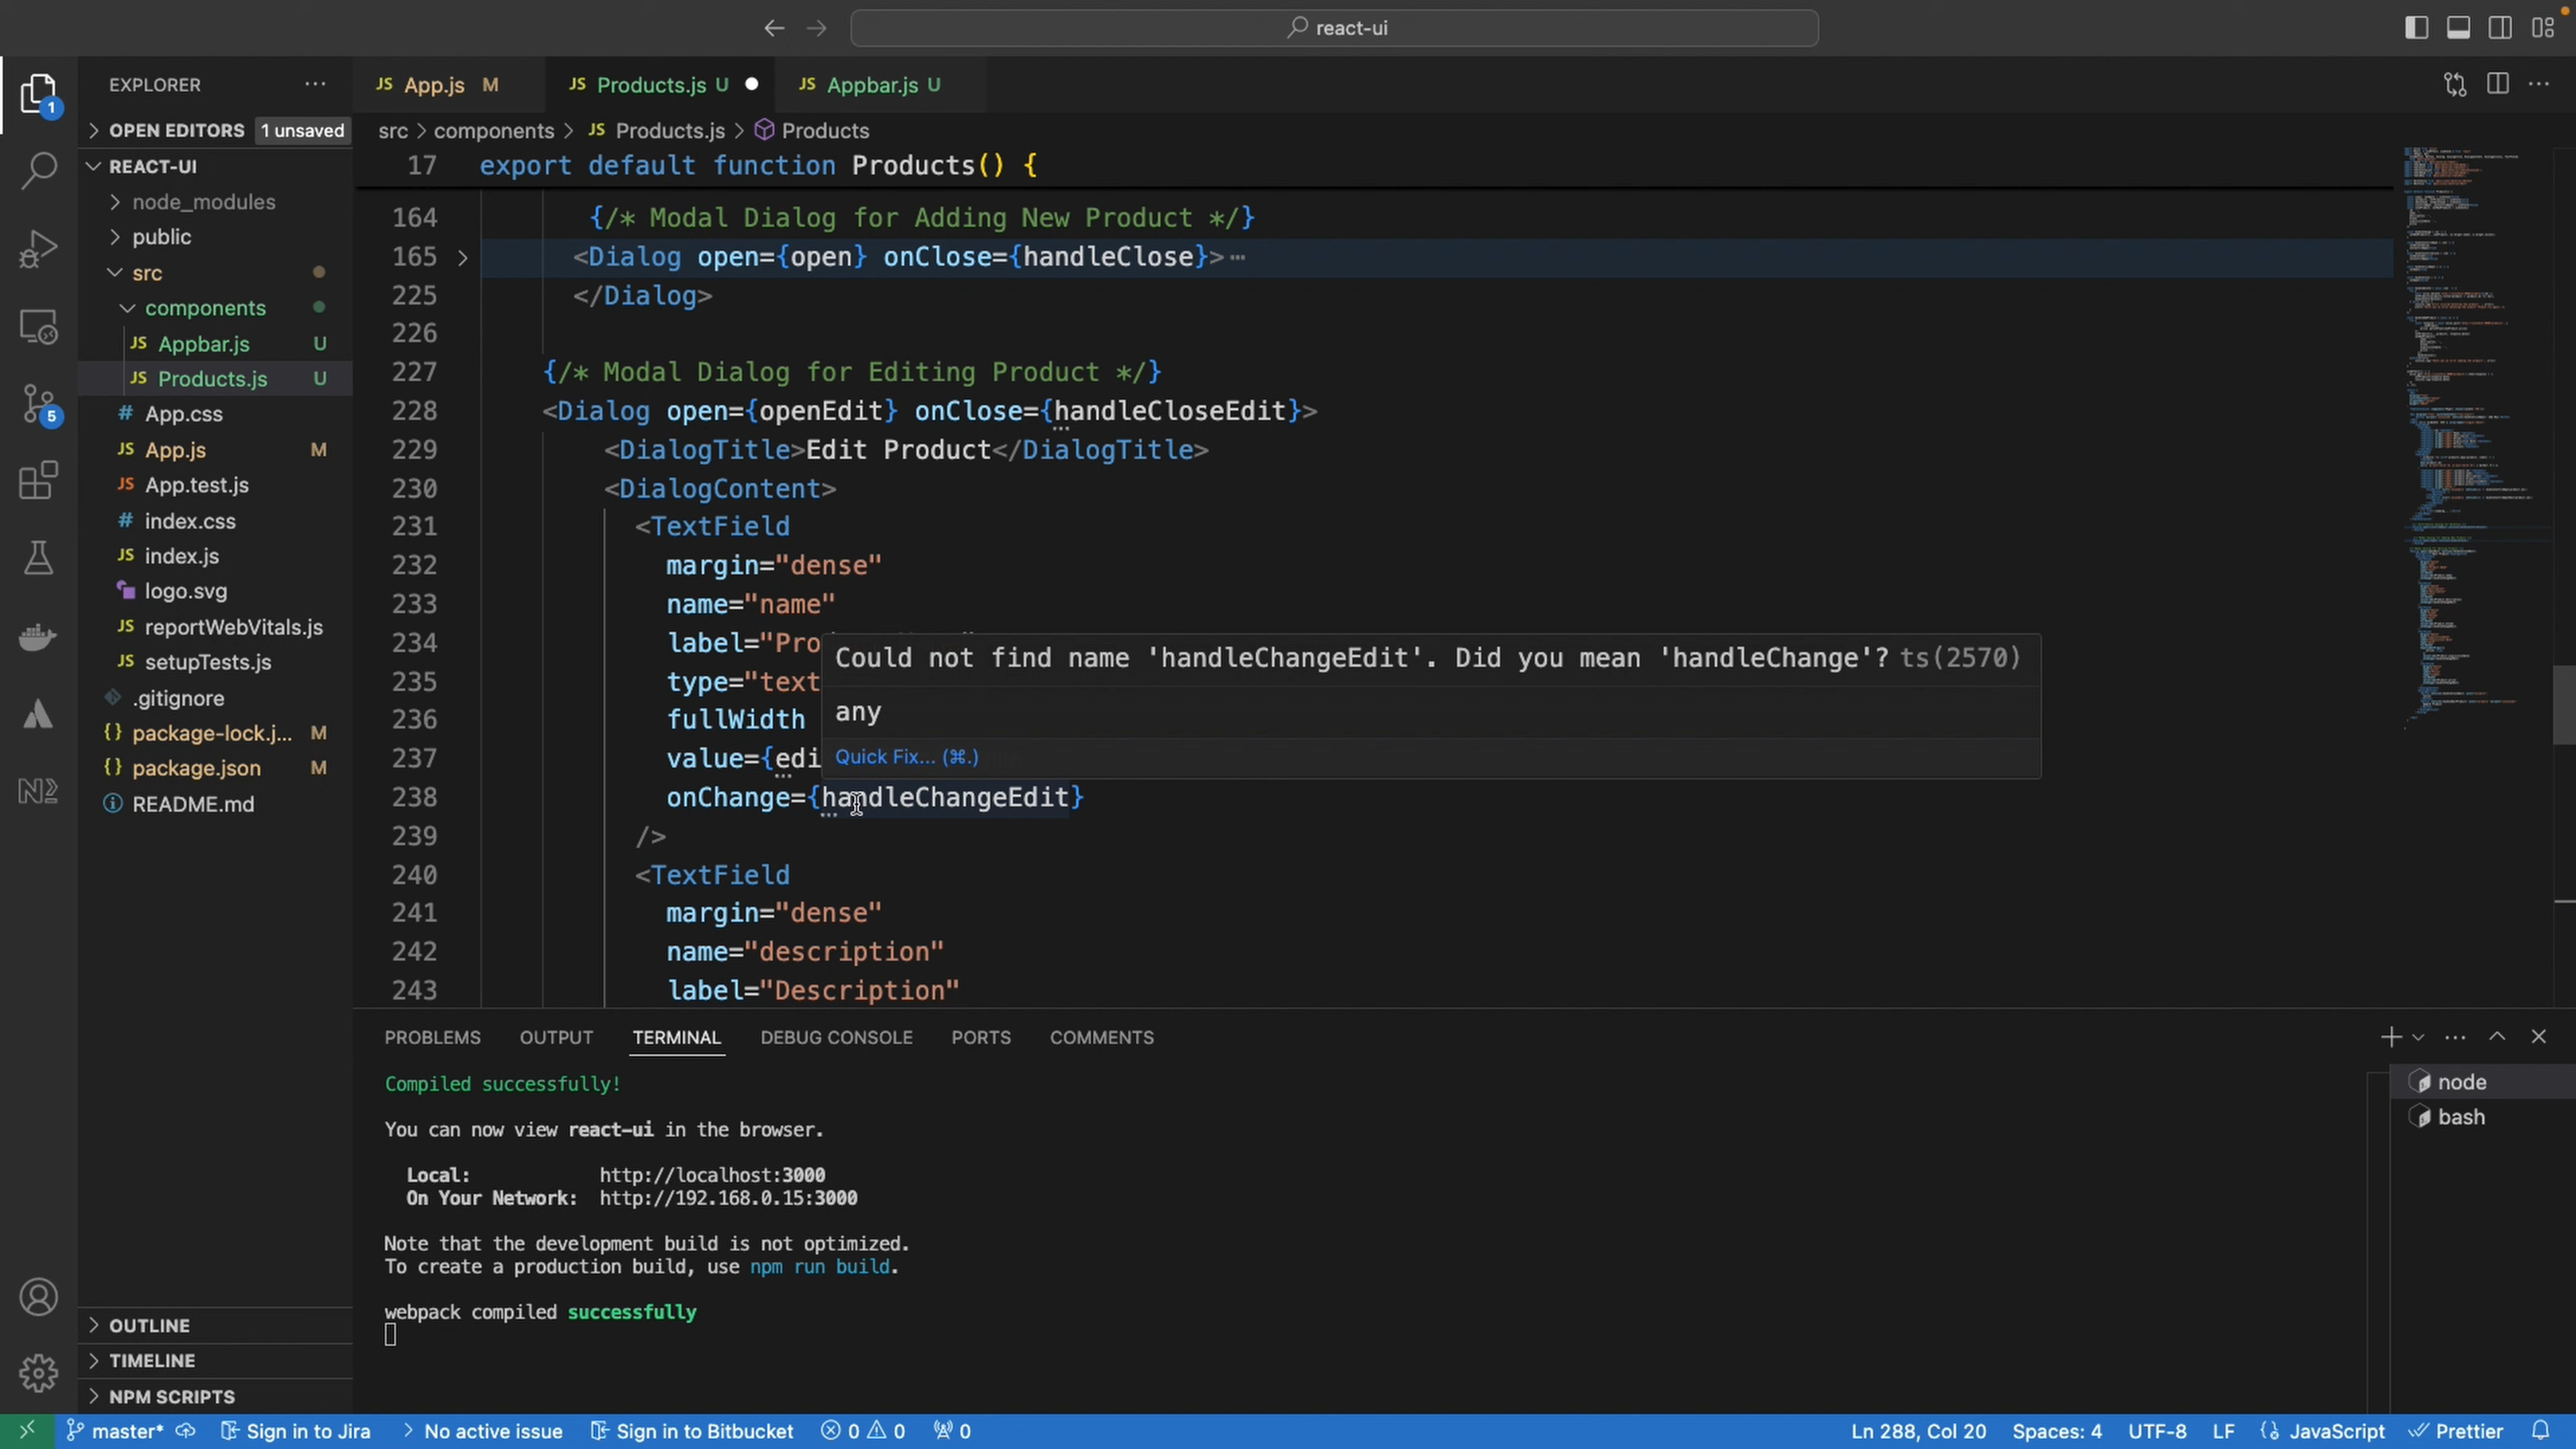 react-ui
EXPLORER
OPEN EDITORS 1 unsaved
REACT-UI
node_modules
public
src
components
JS Appbar.js U
JS Products.js U
# App.css
JS App.js M
JS App.test.js
# index.css
JS index.js
logo.svg
JS reportWebVitals.js
JS setupTests.js
.gitignore
{} package-lock.j... M
{} package.json M
README.md
OUTLINE
TIMELINE
NPM SCRIPTS
1
5
JS App.js M
JS Products.js U
JS Appbar.js U
src > components > JS Products.js > Products
17 export default function Products() {
164 {/* Modal Dialog for Adding New Product */}
165 <Dialog open={open} onClose={handleClose}>⋯
225 </Dialog>
226
227 {/* Modal Dialog for Editing Product */}
228 <Dialog open={openEdit} onClose={handleCloseEdit}>
229 <DialogTitle>Edit Product</DialogTitle>
230 <DialogContent>
231 <TextField
232 margin="dense"
233 name="name"
234 label="Pro
235 type="text
236 fullWidth
237 value={edi
238 onChange={handleChangeEdit}
239 />
240 <TextField
241 margin="dense"
242 name="description"
243 label="Description"
Could not find name 'handleChangeEdit'. Did you mean 'handleChange'? ts(2570)
any
Quick Fix... (⌘.)
PROBLEMS OUTPUT TERMINAL DEBUG CONSOLE PORTS COMMENTS
Compiled successfully!
You can now view react-ui in the browser.
Local: http://localhost:3000
On Your Network: http://192.168.0.15:3000
Note that the development build is not optimized.
To create a production build, use npm run build.
webpack compiled successfully
node
bash
master* Sign in to Jira > No active issue Sign in to Bitbucket 0 0 0 Ln 288, Col 20 Spaces: 4 UTF-8 LF {} JavaScript Prettier